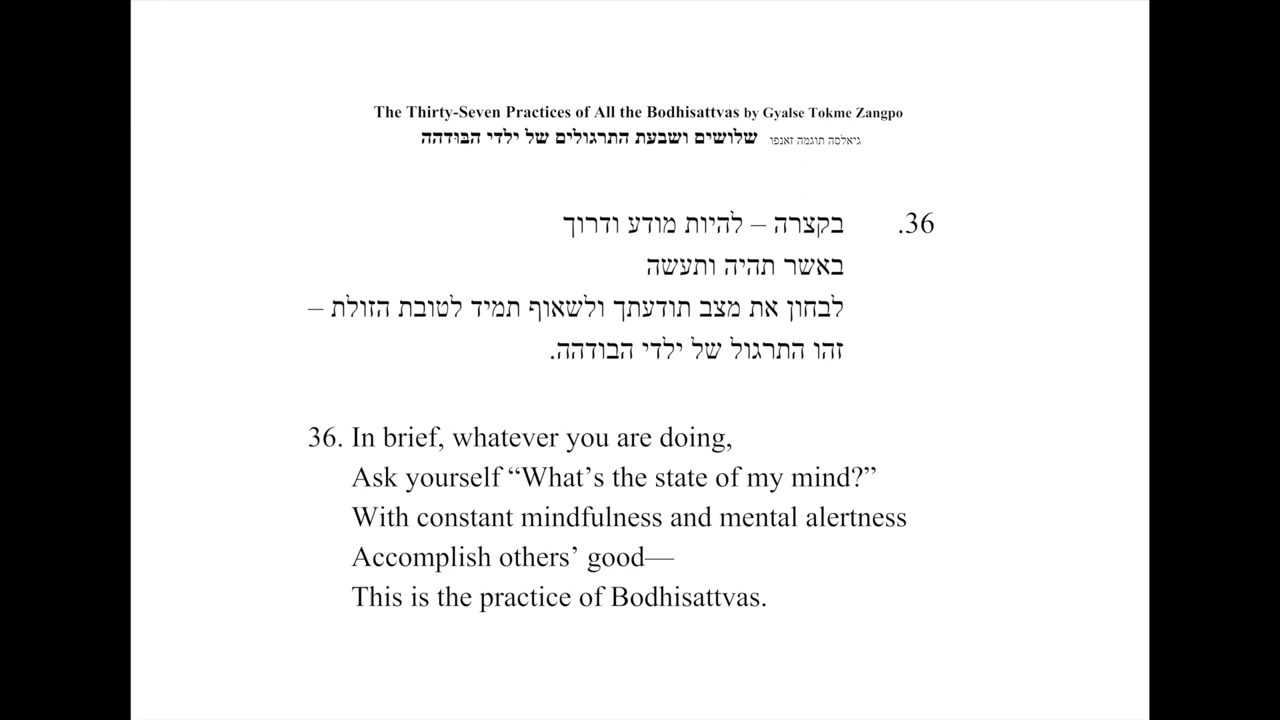 The Thirty-Seven Practices of All the Bodhisattvas by Gyalse Tokme Zangpo
שלושים ושבעת התרגולים של ילדי הבּוּדהה גיאלסה תוגמה זאנפו
36. בקצרה – להיות מודע ודרוך
באשר תהיה ותעשה
לבחון את מצב תודעתך ולשאוף תמיד לטובת הזולת –
זהו התרגול של ילדי הבודהה.
36. In brief, whatever you are doing,
Ask yourself “What’s the state of my mind?”
With constant mindfulness and mental alertness
Accomplish others’ good—
This is the practice of Bodhisattvas.